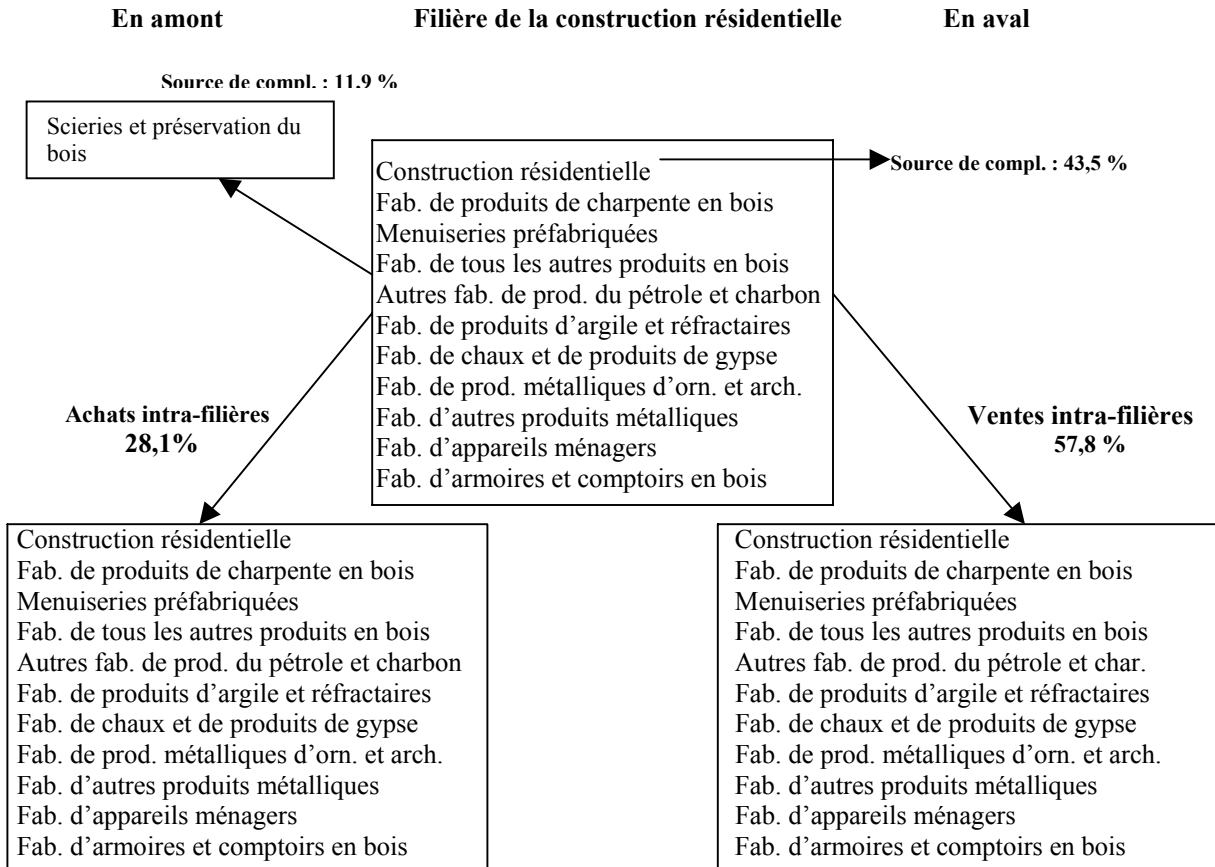 En amont
Filière de la construction résidentielle
En aval
Source de compl. : 11.9 %
Scieries et préservation du
bois
Construction résidentielle
Fab. de produits de charpente en bois
Menuiseries préfabriquées
Fab. de tous les autres produits en bois
Autres fab. de prod. du pétrole et charbon
Fab. de produits d'argile et réfractaires
Fab. de chaux et de produits de gypse
Fab. de prod. métalliques d'orn. et arch.
Fab. d'autres produits métalliques
Fab. d'appareils ménagers
Fab. d'armoires et comptoirs en bois
Source de compl. : 43,5 %
Achats intra-filières
28,1%
Ventes intra-filières
57,8 %
Construction résidentielle
Fab. de produits de charpente en bois
Menuiseries préfabriquées
Fab. de tous les autres produits en bois
Autres fab. de prod. du pétrole et charbon
Fab. de produits d'argile et réfractaires
Fab. de chaux et de produits de gypse
Fab. de prod. métalliques d'orn. et arch.
Fab. d'autres produits métalliques
Fab. d'appareils ménagers
Fab. d'armoires et comptoirs en bois
Construction résidentielle
Fab. de produits de charpente en bois
Menuiseries préfabriquées
Fab. de tous les autres produits en bois
Autres fab. de prod. du pétrole et char.
Fab. de produits d'argile et réfractaires
Fab. de chaux et de produits de gypse
Fab. de prod. métalliques d'orn. et arch.
Fab. d'autres produits métalliques
Fab. d'appareils ménagers
Fab. d'armoires et comptoirs en bois